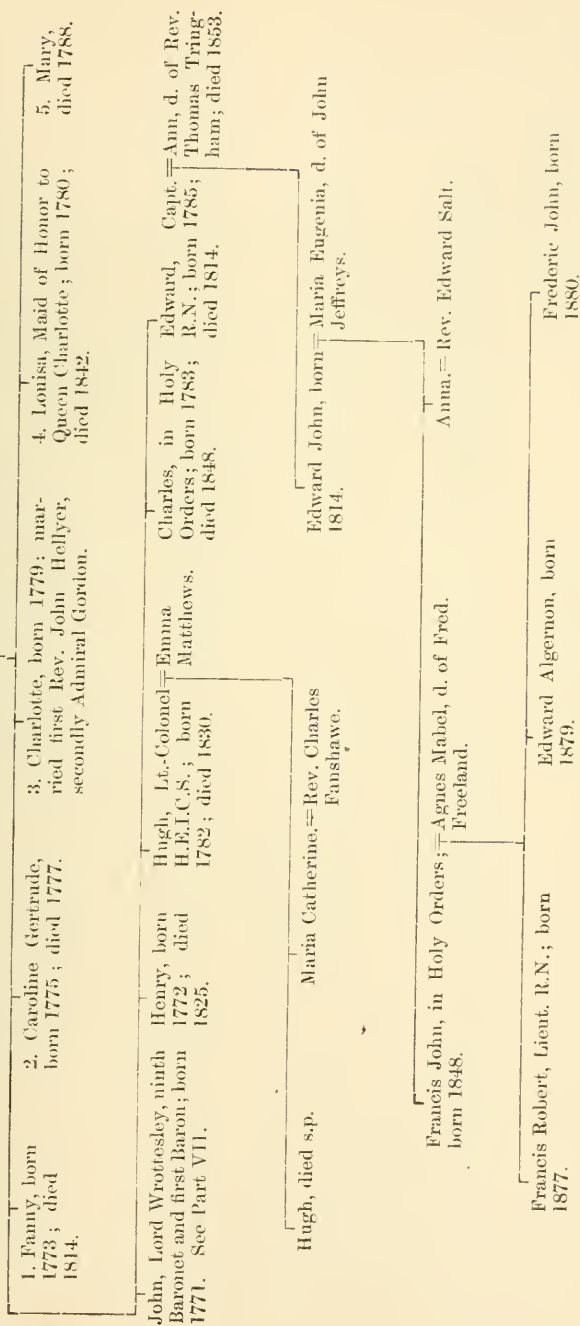 1. Fanny, born
1773 ; died
1814.
2. Caroline Gertrude,
born 1775 ; died 1777.
3. Charlotte, born 1779 ; mar-
ried first Rev. John Hellyer,
secondly Admiral Gordon.
4. Louisa, Maid of Honor to
Queen Charlotte ; born 1780 ;
died 1842.
5. Mary,
died 1788.
John, Lord Wrottesley, ninth
Baronet and first Baron ; born
1771. See Part VII.
Henry, born
1772 ; died
1825.
Hugh, Lt.-Colonel=Emma
H.E.I.C.S. ; born Matthews.
1782 ; died 1830.
Charles, in Holy
Orders ; born 1783 ;
died 1848.
Edward, Capt.=Ann, d. of Rev.
R.N. ; born 1785 ; Thomas Tring-
died 1814. ham ; died 1853.
Hugh, died s.p.
Maria Catherine.=Rev. Charles
Fanshawe.
Edward John, born=Maria Eugenia, d. of John
1814. Jeffreys.
Francis John, in Holy Orders ;=Agnes Mabel, d. of Fred.
born 1848. Freeland.
Anna.=Rev. Edward Salt.
Francis Robert, Lieut. R.N. ; born
1877.
Edward Algernon, born
1879.
Frederic John, born
1880.